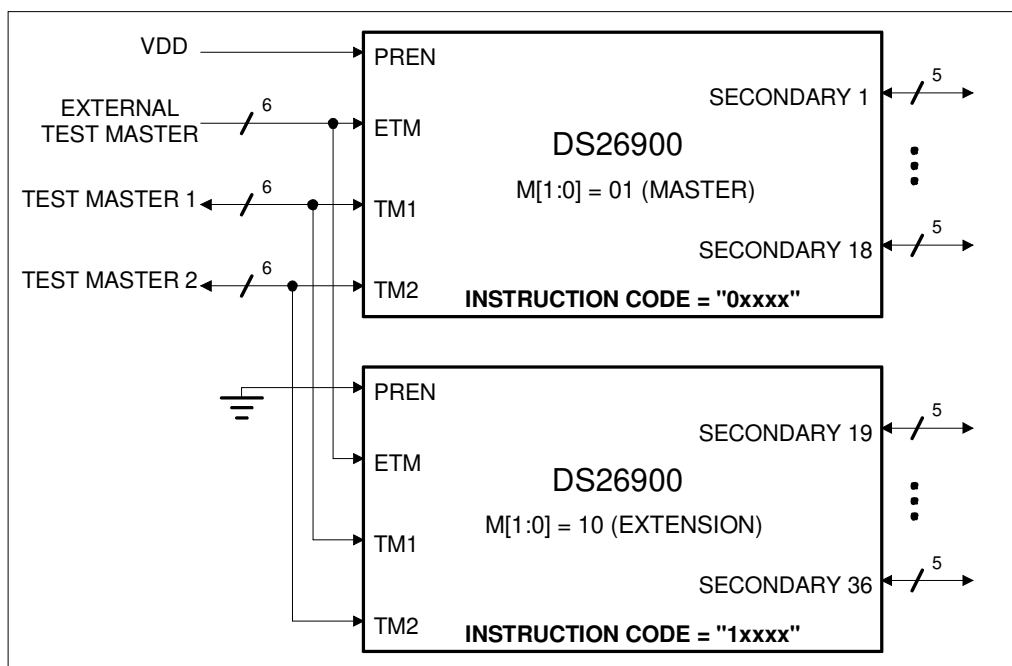 VDD
PREN
SECONDARY 1
5
EXTERNAL
TEST MASTER
6
ETM
DS26900
M[1:0] = 01 (MASTER)
TEST MASTER 1
6
TM1
SECONDARY 18
5
TEST MASTER 2
6
TM2
INSTRUCTION CODE = "0xxxx"
PREN
SECONDARY 19
5
ETM
DS26900
M[1:0] = 10 (EXTENSION)
TM1
SECONDARY 36
5
TM2
INSTRUCTION CODE = "1xxxx"